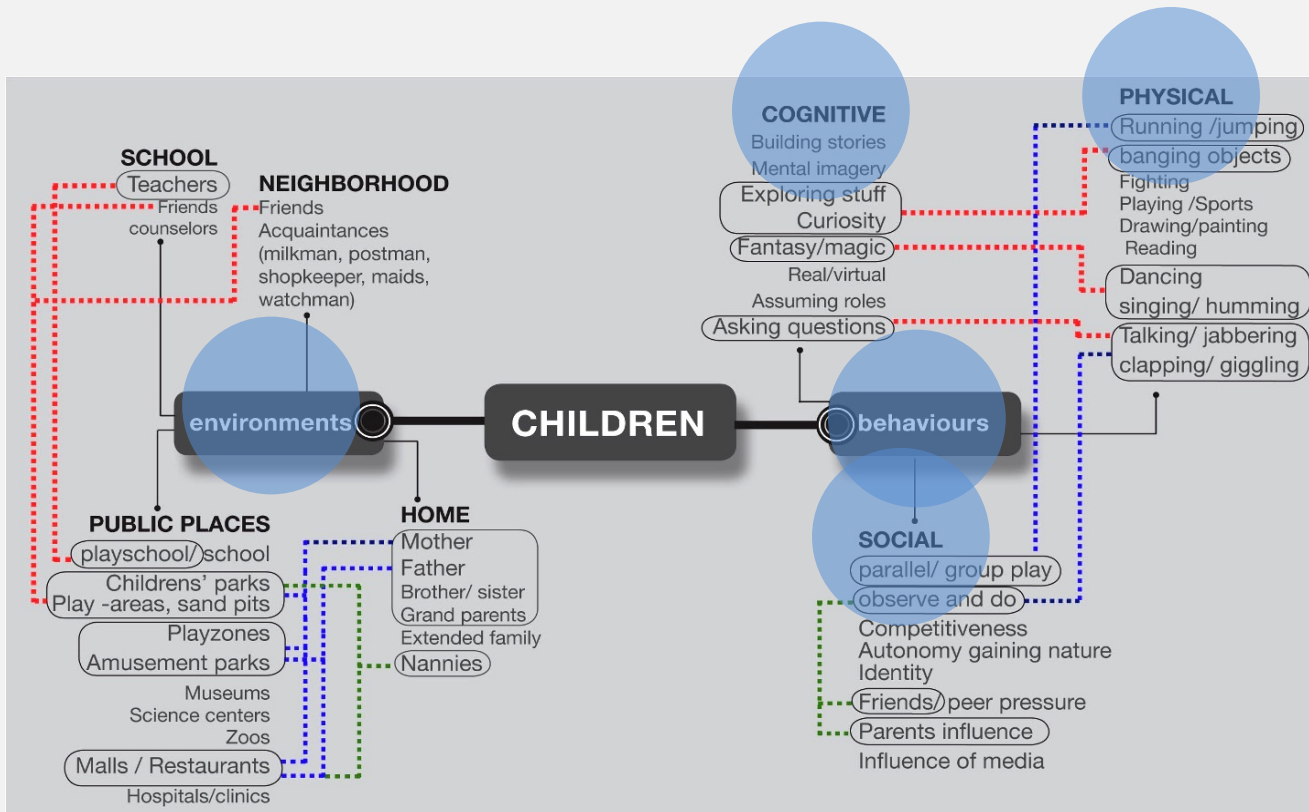 SCHOOL
Teachers
Friends
counselors
NEIGHBORHOOD
Friends
Acquaintances
(milkman, postman,
shopkeeper, maids,
watchman)
COGNITIVE
Building stories
Mental imagery
Exploring stuff
Curiosity
Fantasy/magic
Real/virtual
Assuming roles
Asking questions
PHYSICAL
Running /jumping
banging objects
Fighting
Playing /Sports
Drawing/painting
Reading
Dancing
singing/ humming
Talking/ jabbering
clapping/ giggling
environments
CHILDREN
behaviours
PUBLIC PLACES
playschool/ school
Childrens' parks
Play -areas, sand pits
Playzones
Amusement parks
Museums
Science centers
Zoos
Malls / Restaurants
Hospitals/clinics
HOME
Mother
Father
Brother/ sister
Grand parents
Extended family
Nannies
SOCIAL
parallel/ group play
observe and do
Competitiveness
Autonomy gaining nature
Identity
Friends/ peer pressure
Parents influence
Influence of media